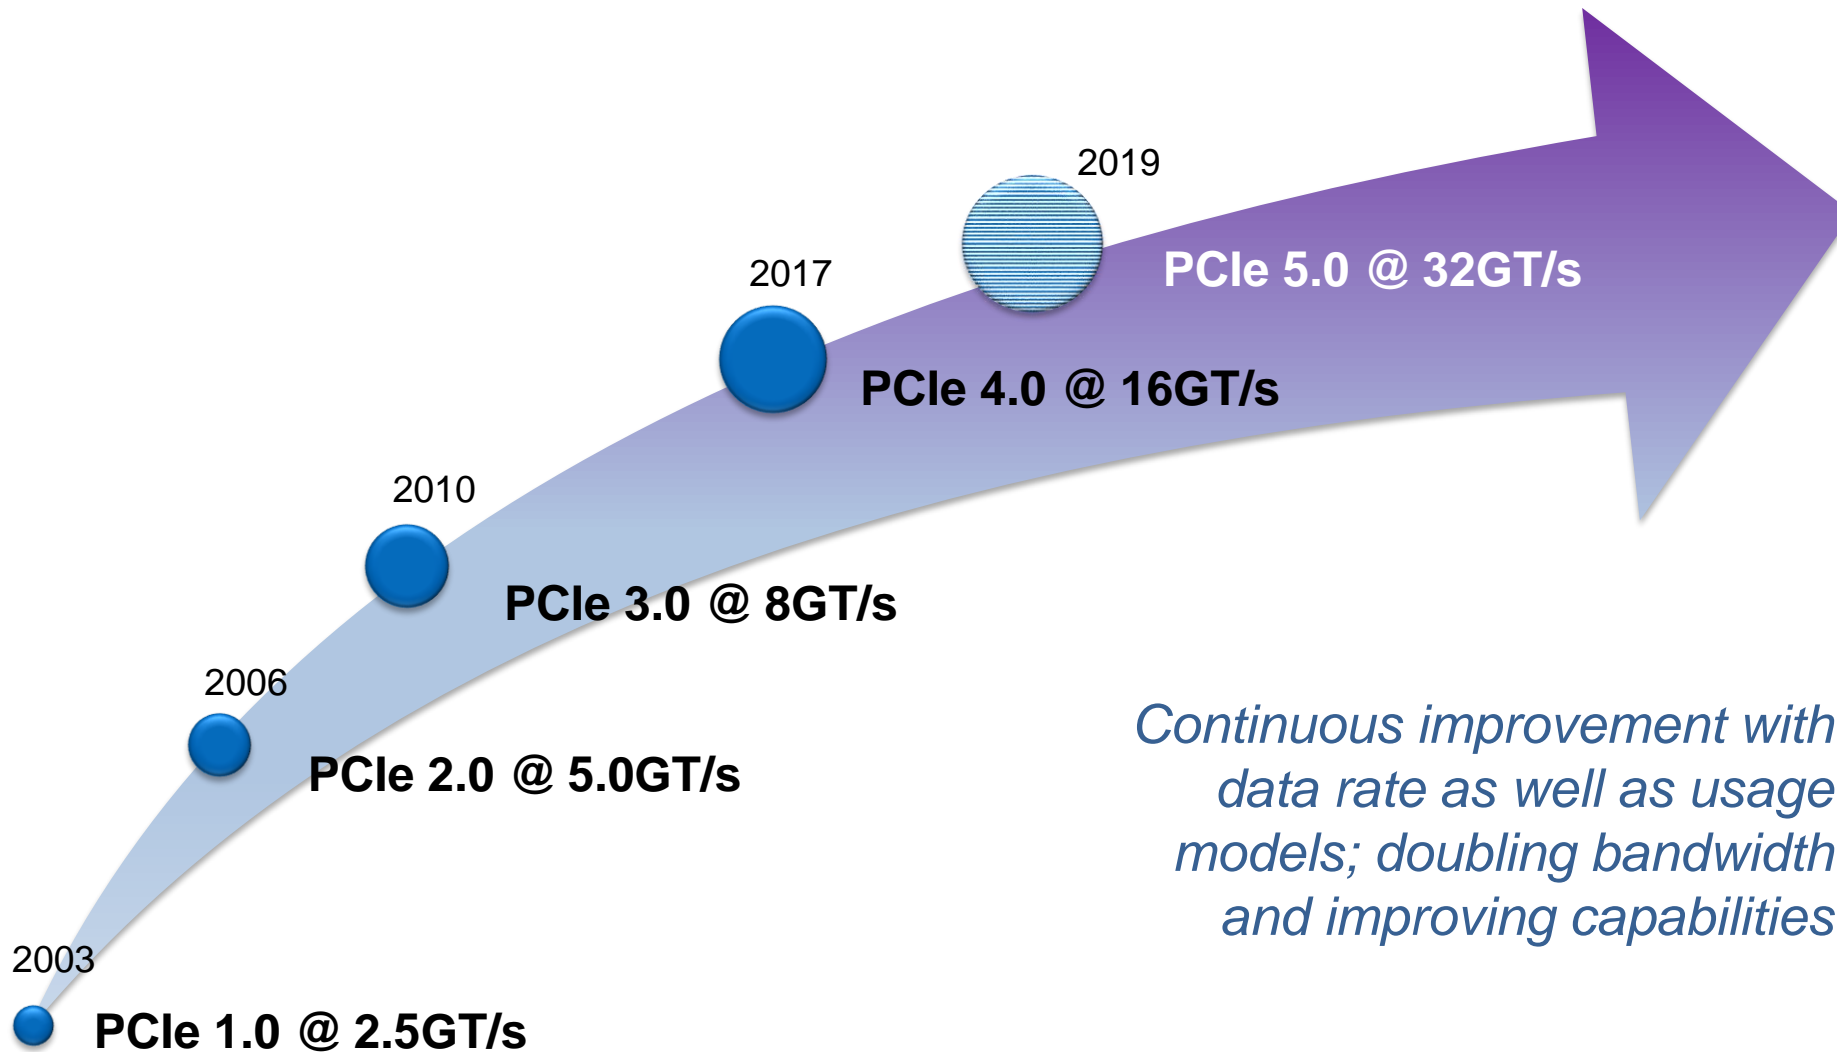 2019
PCIe 5.0 @ 32GT/s
2017
PCIe 4.0 @ 16GT/s
2010
PCIe 3.0 @ 8GT/s
2006
PCIe 2.0 @ 5.0GT/s
Continuous improvement with
data rate as well as usage
models; doubling bandwidth
and improving capabilities
2003
PCIe 1.0 @ 2.5GT/s